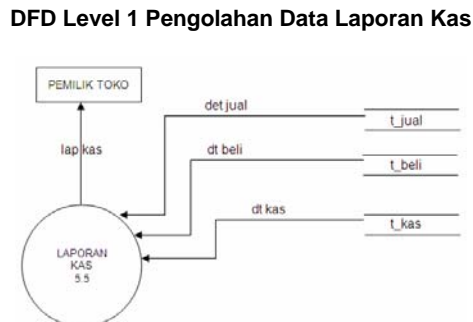 DFD Level 1 Pengolahan Data Laporan Kas
PEMILIK TOKO
det jual
t_jual
lap kas
dt beli
t_beli
dt kas
t_kas
LAPORAN
KAS
5.5